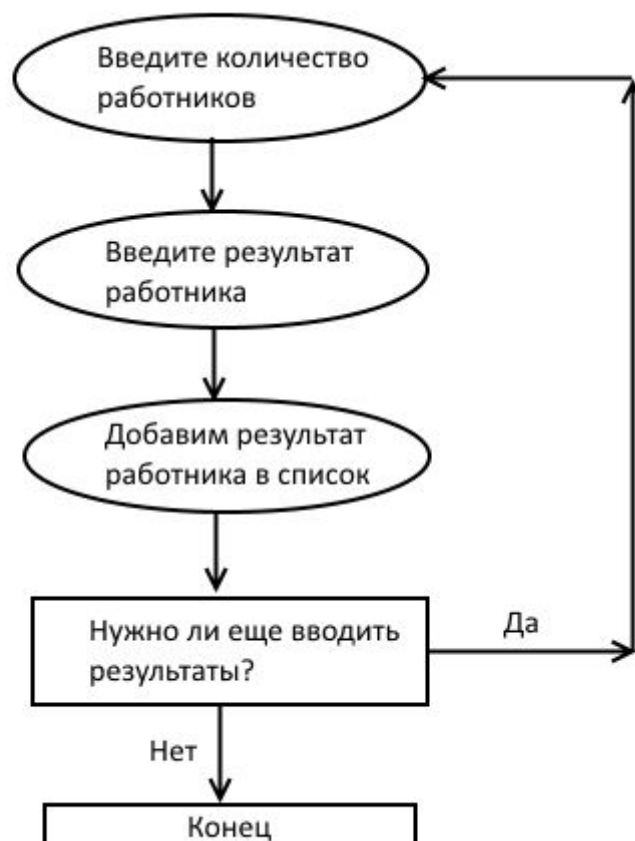 Введите количество
работников
Введите результат
работника
Добавим результат
работника в список
Нужно ли еще вводить
результаты?
Да
Нет
Конец